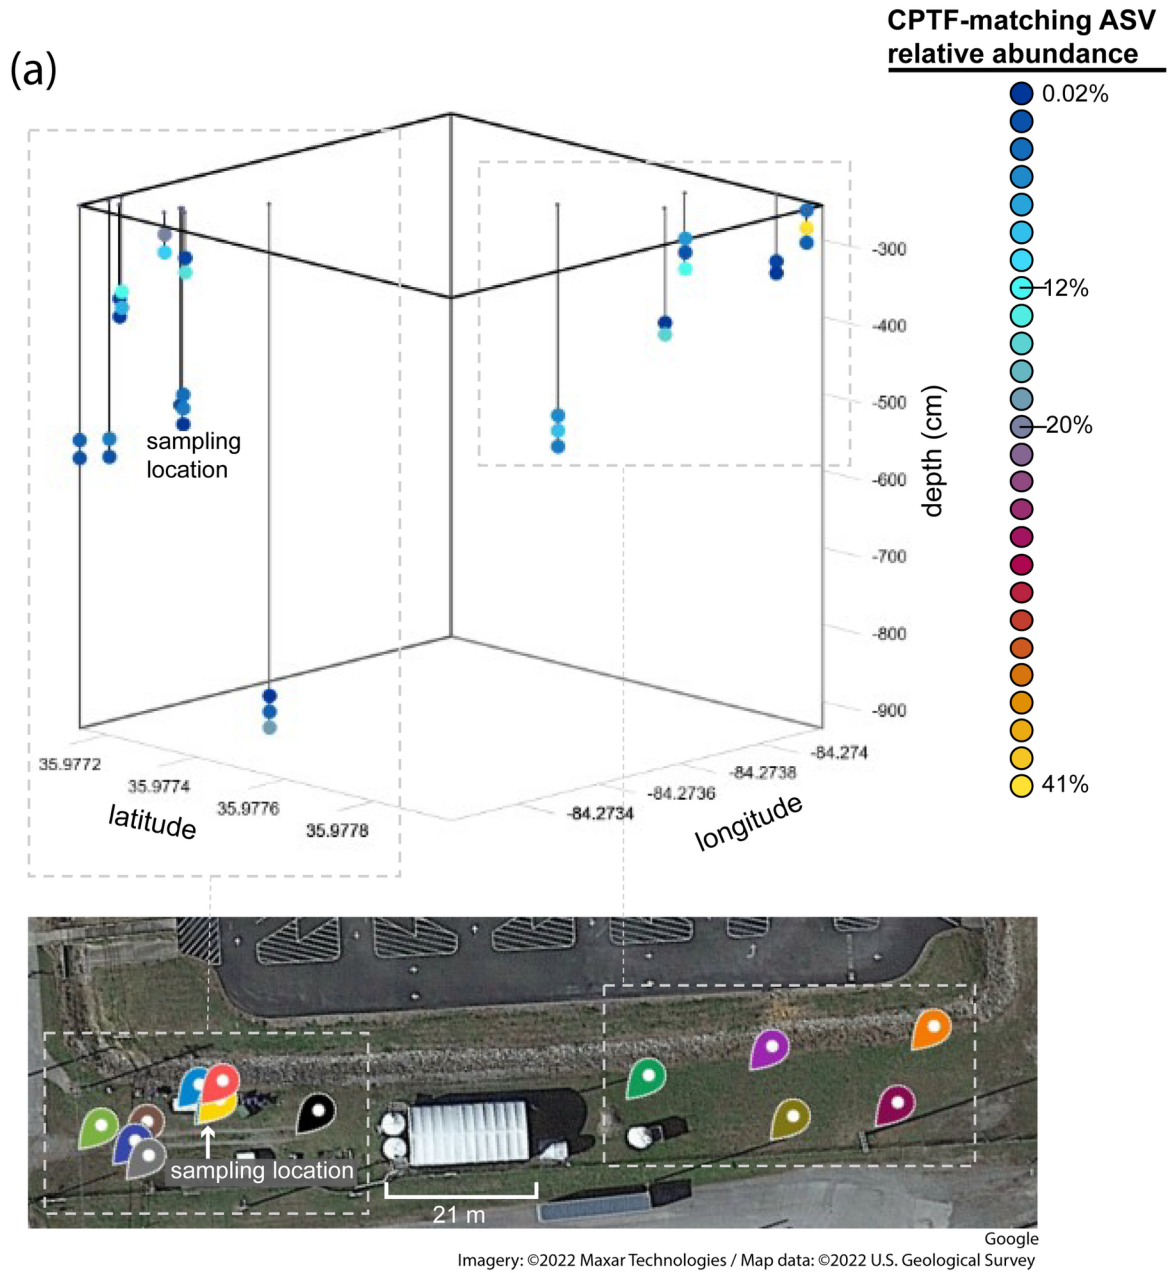 CPTF-matching ASV
relative abundance
(a)
0.02%
12%
20%
41%
-300
-400
-500
-600
-700
-800
-900
depth (cm)
sampling
location
35.9772
35.9774
35.9776
35.9778
latitude
-84.274
-84.2738
-84.2736
-84.2734
longitude
sampling location
21 m
Google
Imagery: ©2022 Maxar Technologies / Map data: ©2022 U.S. Geological Survey